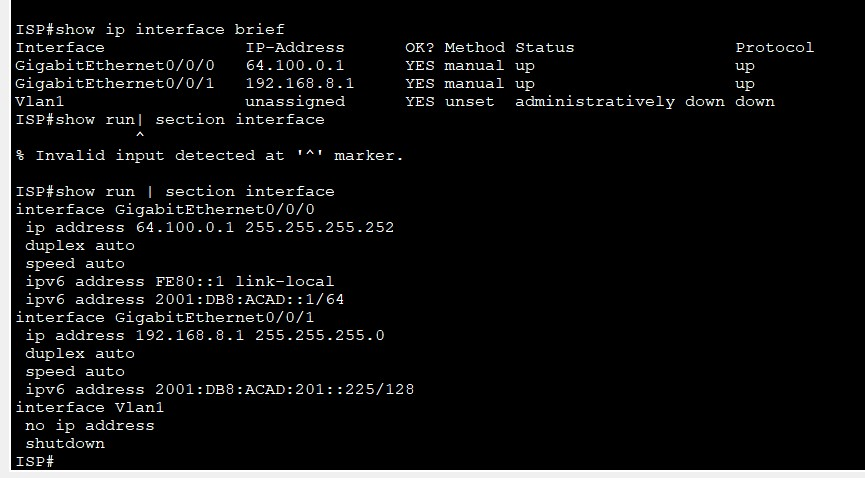 ISP#show ip interface brief
Interface              IP-Address      OK? Method Status                Protocol
GigabitEthernet0/0/0   64.100.0.1      YES manual up                    up
GigabitEthernet0/0/1   192.168.8.1     YES manual up                    up
Vlan1                  unassigned      YES unset  administratively down down
ISP#show run| section interface
            ^
% Invalid input detected at '^' marker.

ISP#show run | section interface
interface GigabitEthernet0/0/0
 ip address 64.100.0.1 255.255.255.252
 duplex auto
 speed auto
 ipv6 address FE80::1 link-local
 ipv6 address 2001:DB8:ACAD::1/64
interface GigabitEthernet0/0/1
 ip address 192.168.8.1 255.255.255.0
 duplex auto
 speed auto
 ipv6 address 2001:DB8:ACAD:201::225/128
interface Vlan1
 no ip address
 shutdown
ISP#